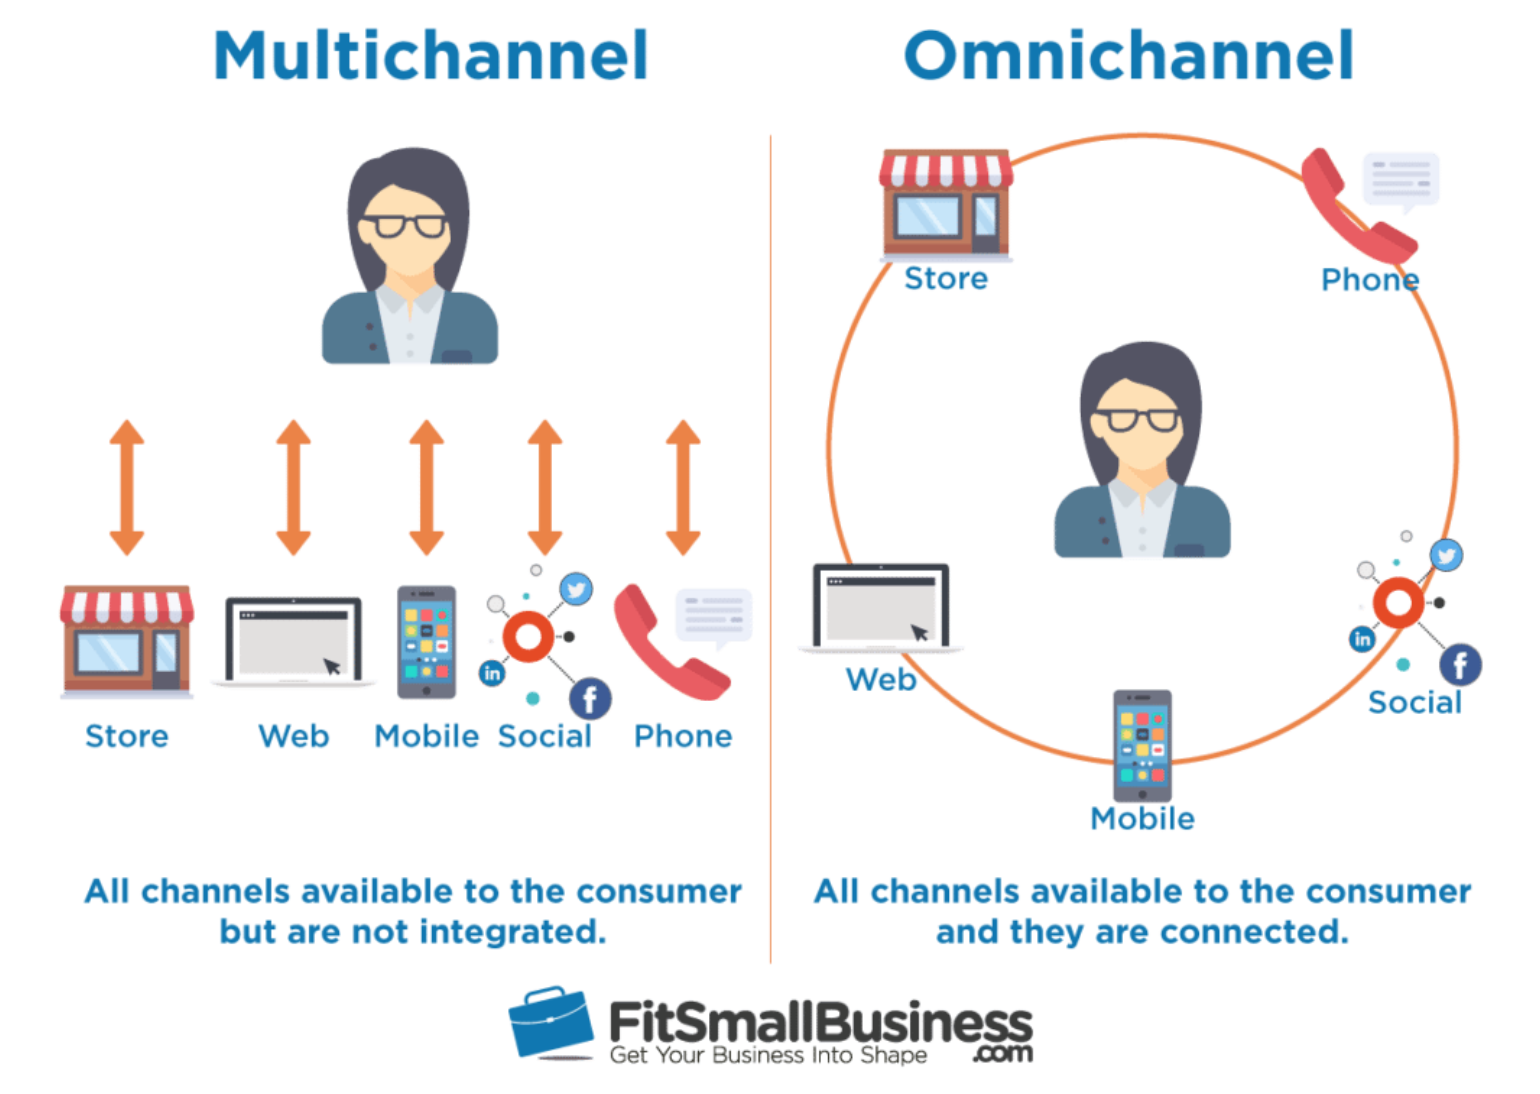 Multichannel
Store
Web
Mobile
Social
Phone
in
f
All channels available to the consumer
but are not integrated.
Omnichannel
Store
Phone
Web
Social
Mobile
in
f
All channels available to the consumer
and they are connected.
FitSmallBusiness
.com
Get Your Business Into Shape